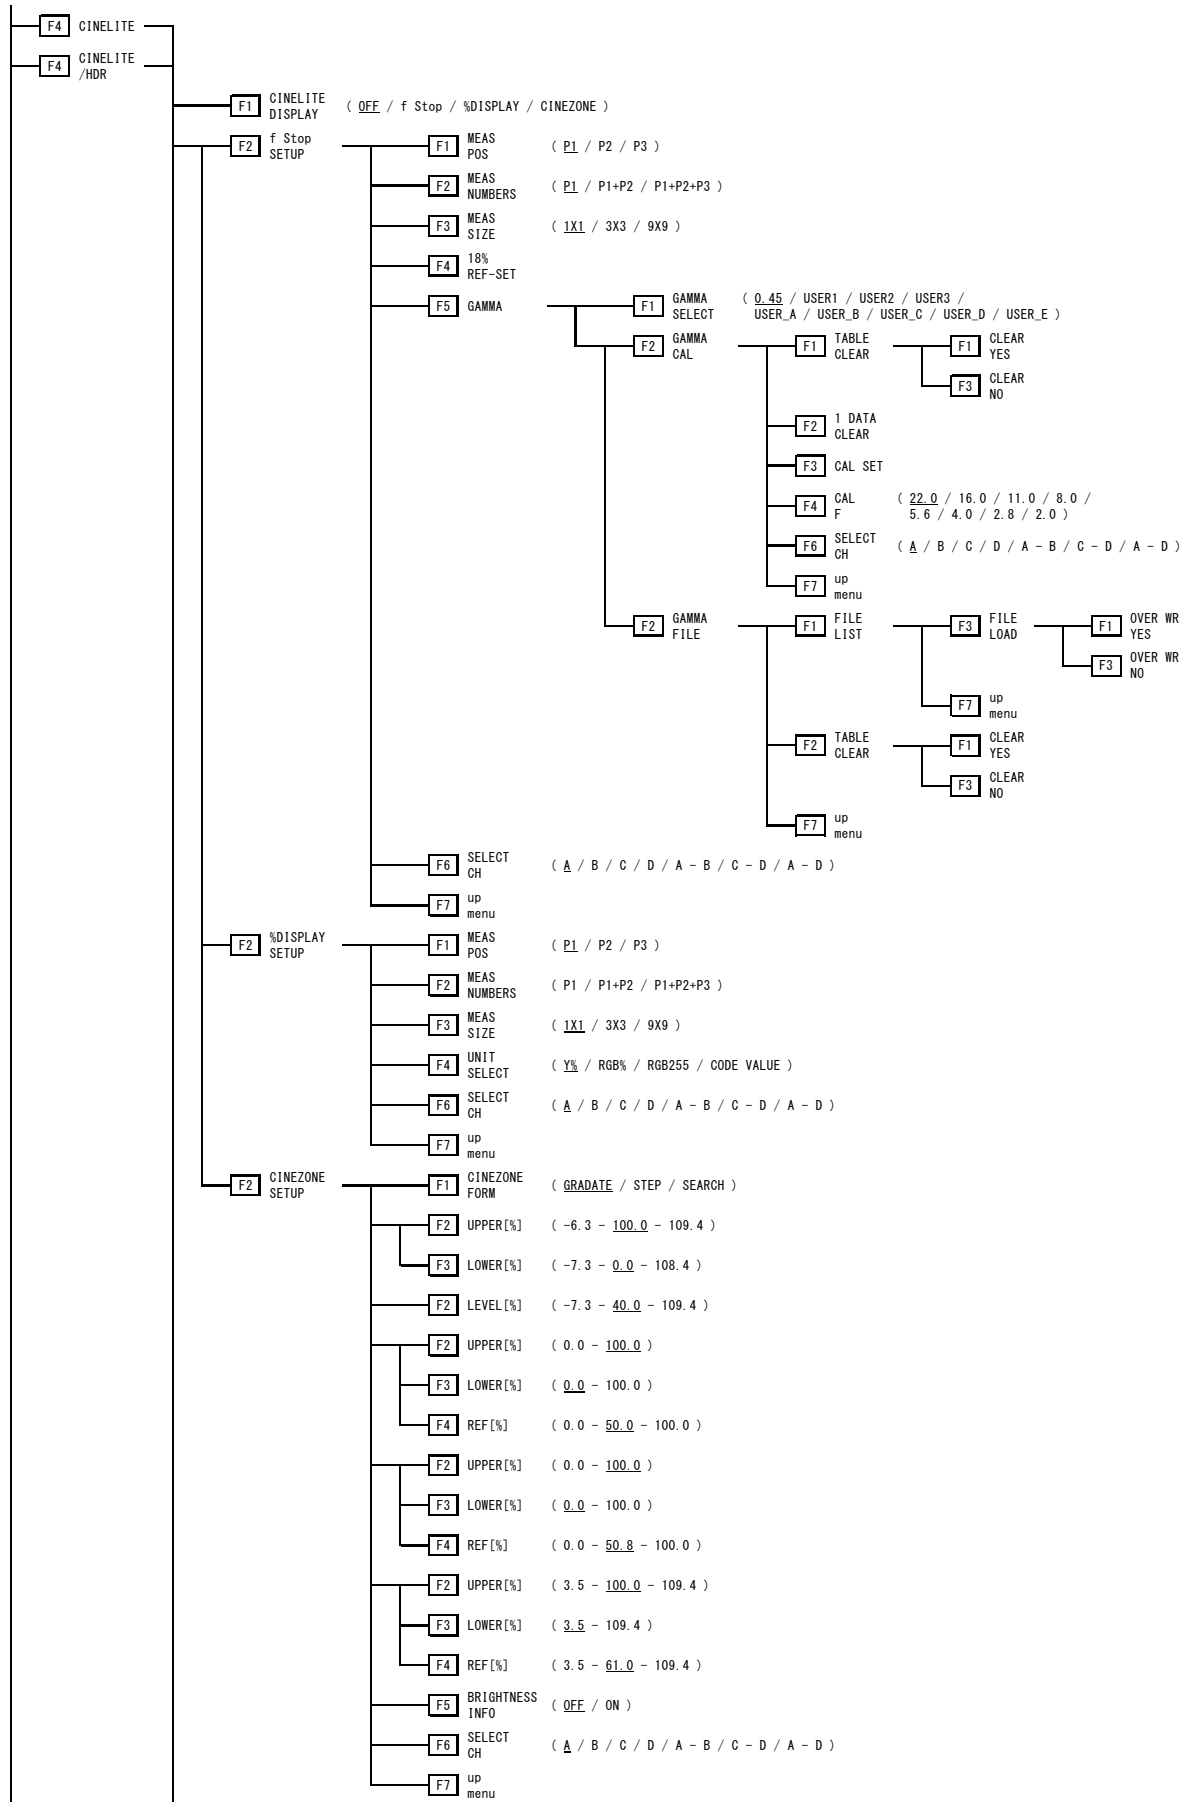 F4 CINELITE
F4 CINELITE
/HDR
F1 CINELITE
DISPLAY ( OFF / f Stop / %DISPLAY / CINEZONE )
F2 f Stop
SETUP
F1 MEAS
POS ( P1 / P2 / P3 )
F2 MEAS
NUMBERS ( P1 / P1+P2 / P1+P2+P3 )
F3 MEAS
SIZE ( 1X1 / 3X3 / 9X9 )
F4 18%
REF-SET
F5 GAMMA
F1 GAMMA
SELECT ( 0.45 / USER1 / USER2 / USER3 /
USER_A / USER_B / USER_C / USER_D / USER_E )
F2 GAMMA
CAL
F1 TABLE
CLEAR
F1 CLEAR
YES
F3 CLEAR
NO
F2 1 DATA
CLEAR
F3 CAL SET
F4 CAL
F ( 22.0 / 16.0 / 11.0 / 8.0 /
5.6 / 4.0 / 2.8 / 2.0 )
F6 SELECT
CH ( A / B / C / D / A - B / C - D / A - D )
F7 up
menu
F2 GAMMA
FILE
F1 FILE
LIST
F3 FILE
LOAD
F1 OVER WR
YES
F3 OVER WR
NO
F7 up
menu
F2 TABLE
CLEAR
F1 CLEAR
YES
F3 CLEAR
NO
F7 up
menu
F6 SELECT
CH ( A / B / C / D / A - B / C - D / A - D )
F7 up
menu
F2 %DISPLAY
SETUP
F1 MEAS
POS ( P1 / P2 / P3 )
F2 MEAS
NUMBERS ( P1 / P1+P2 / P1+P2+P3 )
F3 MEAS
SIZE ( 1X1 / 3X3 / 9X9 )
F4 UNIT
SELECT ( Y% / RGB% / RGB255 / CODE VALUE )
F6 SELECT
CH ( A / B / C / D / A - B / C - D / A - D )
F7 up
menu
F2 CINEZONE
SETUP
F1 CINEZONE
FORM ( GRADATE / STEP / SEARCH )
F2 UPPER[%] ( -6.3 - 100.0 - 109.4 )
F3 LOWER[%] ( -7.3 - 0.0 - 108.4 )
F2 LEVEL[%] ( -7.3 - 40.0 - 109.4 )
F2 UPPER[%] ( 0.0 - 100.0 )
F3 LOWER[%] ( 0.0 - 100.0 )
F4 REF[%] ( 0.0 - 50.0 - 100.0 )
F2 UPPER[%] ( 0.0 - 100.0 )
F3 LOWER[%] ( 0.0 - 100.0 )
F4 REF[%] ( 0.0 - 50.8 - 100.0 )
F2 UPPER[%] ( 3.5 - 100.0 - 109.4 )
F3 LOWER[%] ( 3.5 - 109.4 )
F4 REF[%] ( 3.5 - 61.0 - 109.4 )
F5 BRIGHTNESS
INFO ( OFF / ON )
F6 SELECT
CH ( A / B / C / D / A - B / C - D / A - D )
F7 up
menu